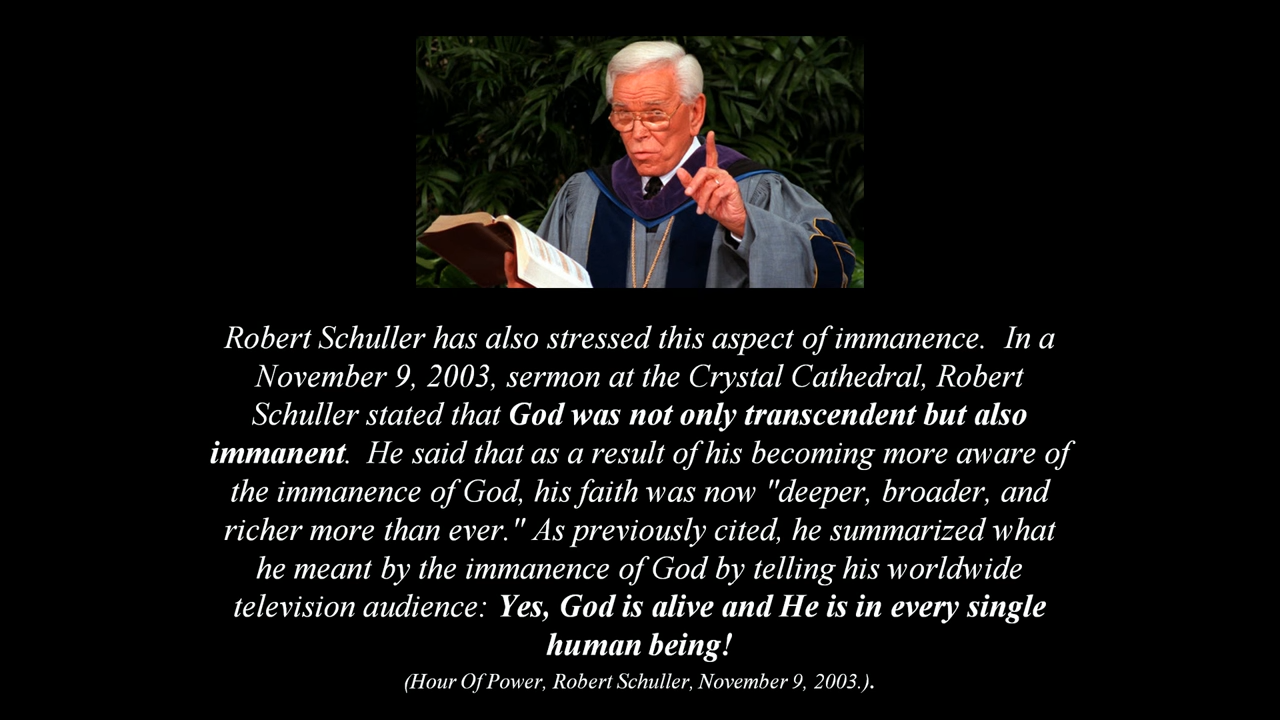 Robert Schuller has also stressed this aspect of immanence.  In a
November 9, 2003, sermon at the Crystal Cathedral, Robert
Schuller stated that God was not only transcendent but also
immanent.  He said that as a result of his becoming more aware of
the immanence of God, his faith was now "deeper, broader, and
richer more than ever." As previously cited, he summarized what
he meant by the immanence of God by telling his worldwide
television audience: Yes, God is alive and He is in every single
human being!
(Hour Of Power, Robert Schuller, November 9, 2003.).